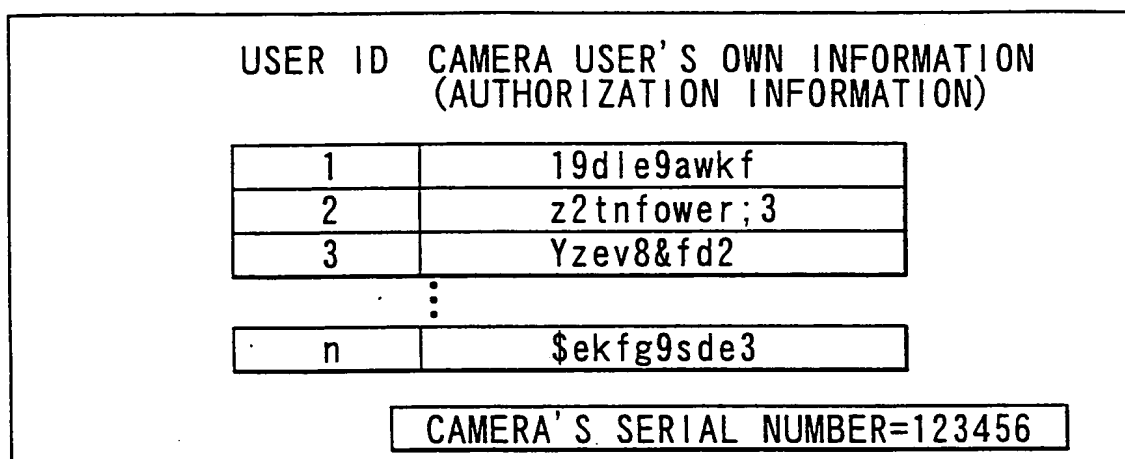 USER ID CAMERA USER'S OWN INFORMATION
(AUTHORIZATION INFORMATION)
1 19dle9awkf
2 z2tnfower;3
3 Yzev8&fd2
⋮
n $ekfg9sde3
CAMERA'S SERIAL NUMBER=123456